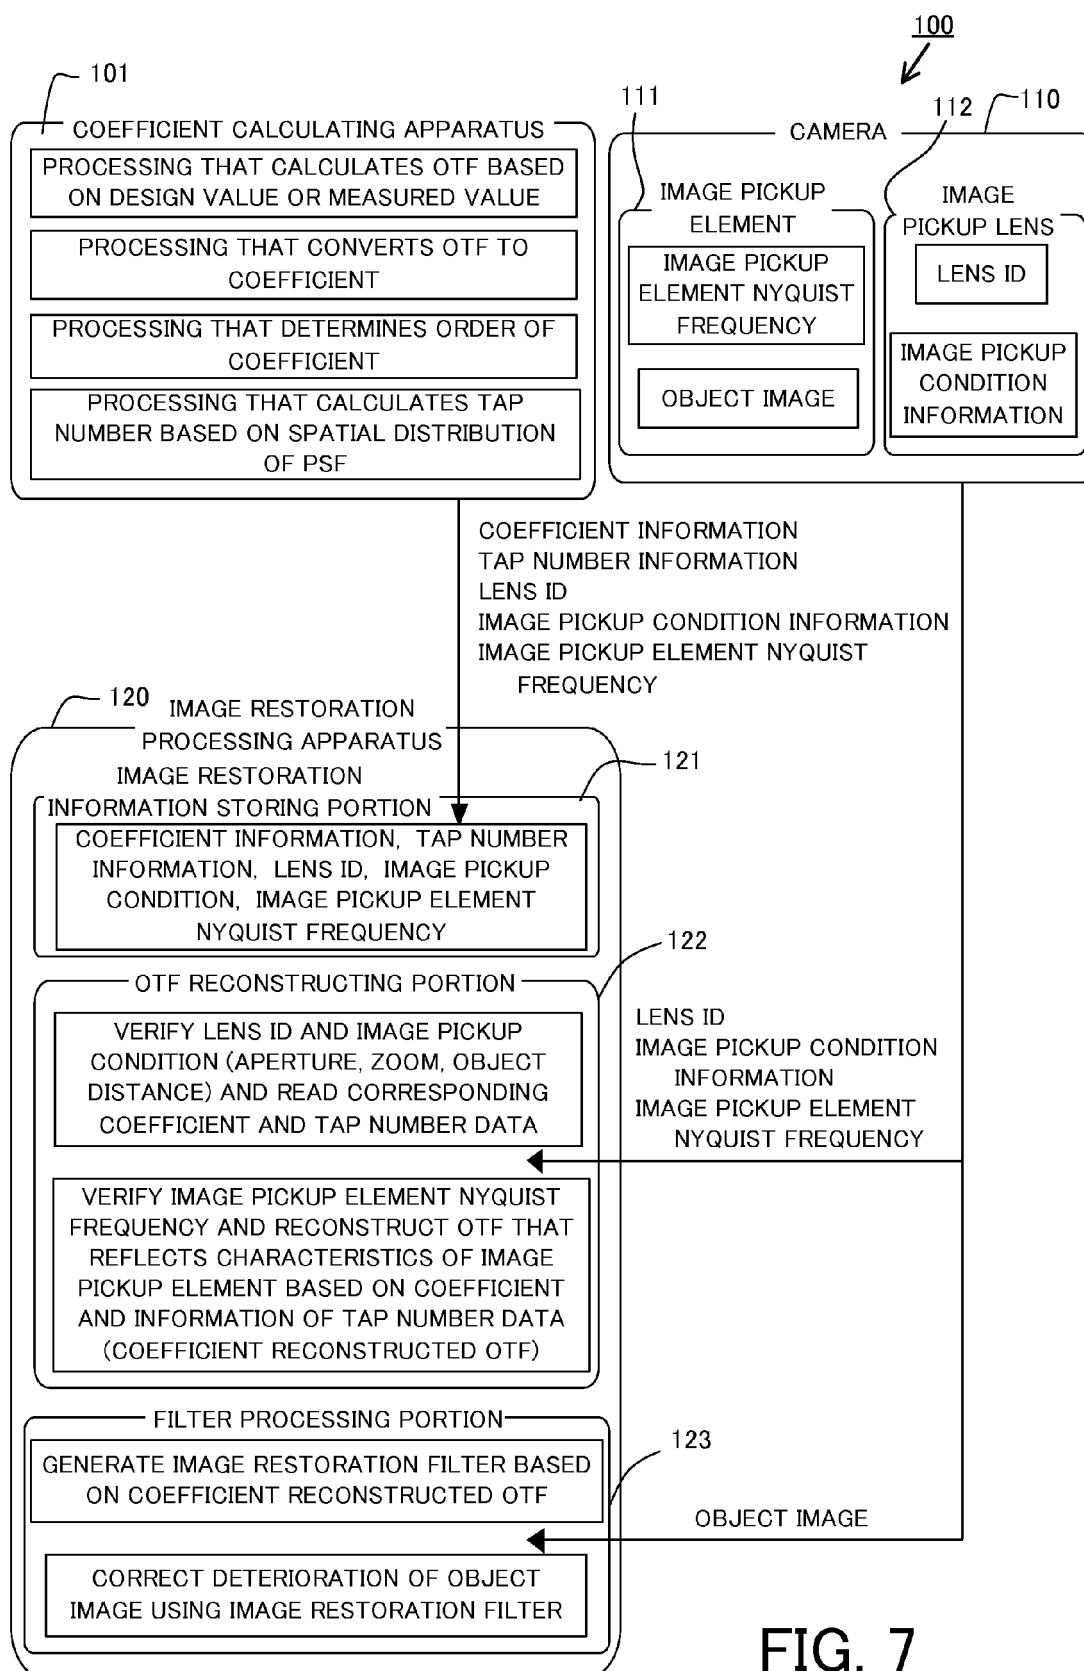 100
101
COEFFICIENT CALCULATING APPARATUS
PROCESSING THAT CALCULATES OTF BASED
ON DESIGN VALUE OR MEASURED VALUE
PROCESSING THAT CONVERTS OTF TO
COEFFICIENT
PROCESSING THAT DETERMINES ORDER OF
COEFFICIENT
PROCESSING THAT CALCULATES TAP
NUMBER BASED ON SPATIAL DISTRIBUTION
OF PSF
111
112
110
CAMERA
IMAGE PICKUP
ELEMENT
IMAGE PICKUP
ELEMENT NYQUIST
FREQUENCY
OBJECT IMAGE
IMAGE
PICKUP LENS
LENS ID
IMAGE PICKUP
CONDITION
INFORMATION
COEFFICIENT INFORMATION
TAP NUMBER INFORMATION
LENS ID
IMAGE PICKUP CONDITION INFORMATION
IMAGE PICKUP ELEMENT NYQUIST
FREQUENCY
120
IMAGE RESTORATION
PROCESSING APPARATUS
121
IMAGE RESTORATION
INFORMATION STORING PORTION
COEFFICIENT INFORMATION, TAP NUMBER
INFORMATION, LENS ID, IMAGE PICKUP
CONDITION, IMAGE PICKUP ELEMENT
NYQUIST FREQUENCY
122
OTF RECONSTRUCTING PORTION
VERIFY LENS ID AND IMAGE PICKUP
CONDITION (APERTURE, ZOOM, OBJECT
DISTANCE) AND READ CORRESPONDING
COEFFICIENT AND TAP NUMBER DATA
LENS ID
IMAGE PICKUP CONDITION
INFORMATION
IMAGE PICKUP ELEMENT
NYQUIST FREQUENCY
VERIFY IMAGE PICKUP ELEMENT NYQUIST
FREQUENCY AND RECONSTRUCT OTF THAT
REFLECTS CHARACTERISTICS OF IMAGE
PICKUP ELEMENT BASED ON COEFFICIENT
AND INFORMATION OF TAP NUMBER DATA
(COEFFICIENT RECONSTRUCTED OTF)
FILTER PROCESSING PORTION
123
GENERATE IMAGE RESTORATION FILTER BASED
ON COEFFICIENT RECONSTRUCTED OTF
OBJECT IMAGE
CORRECT DETERIORATION OF OBJECT
IMAGE USING IMAGE RESTORATION FILTER
FIG. 7